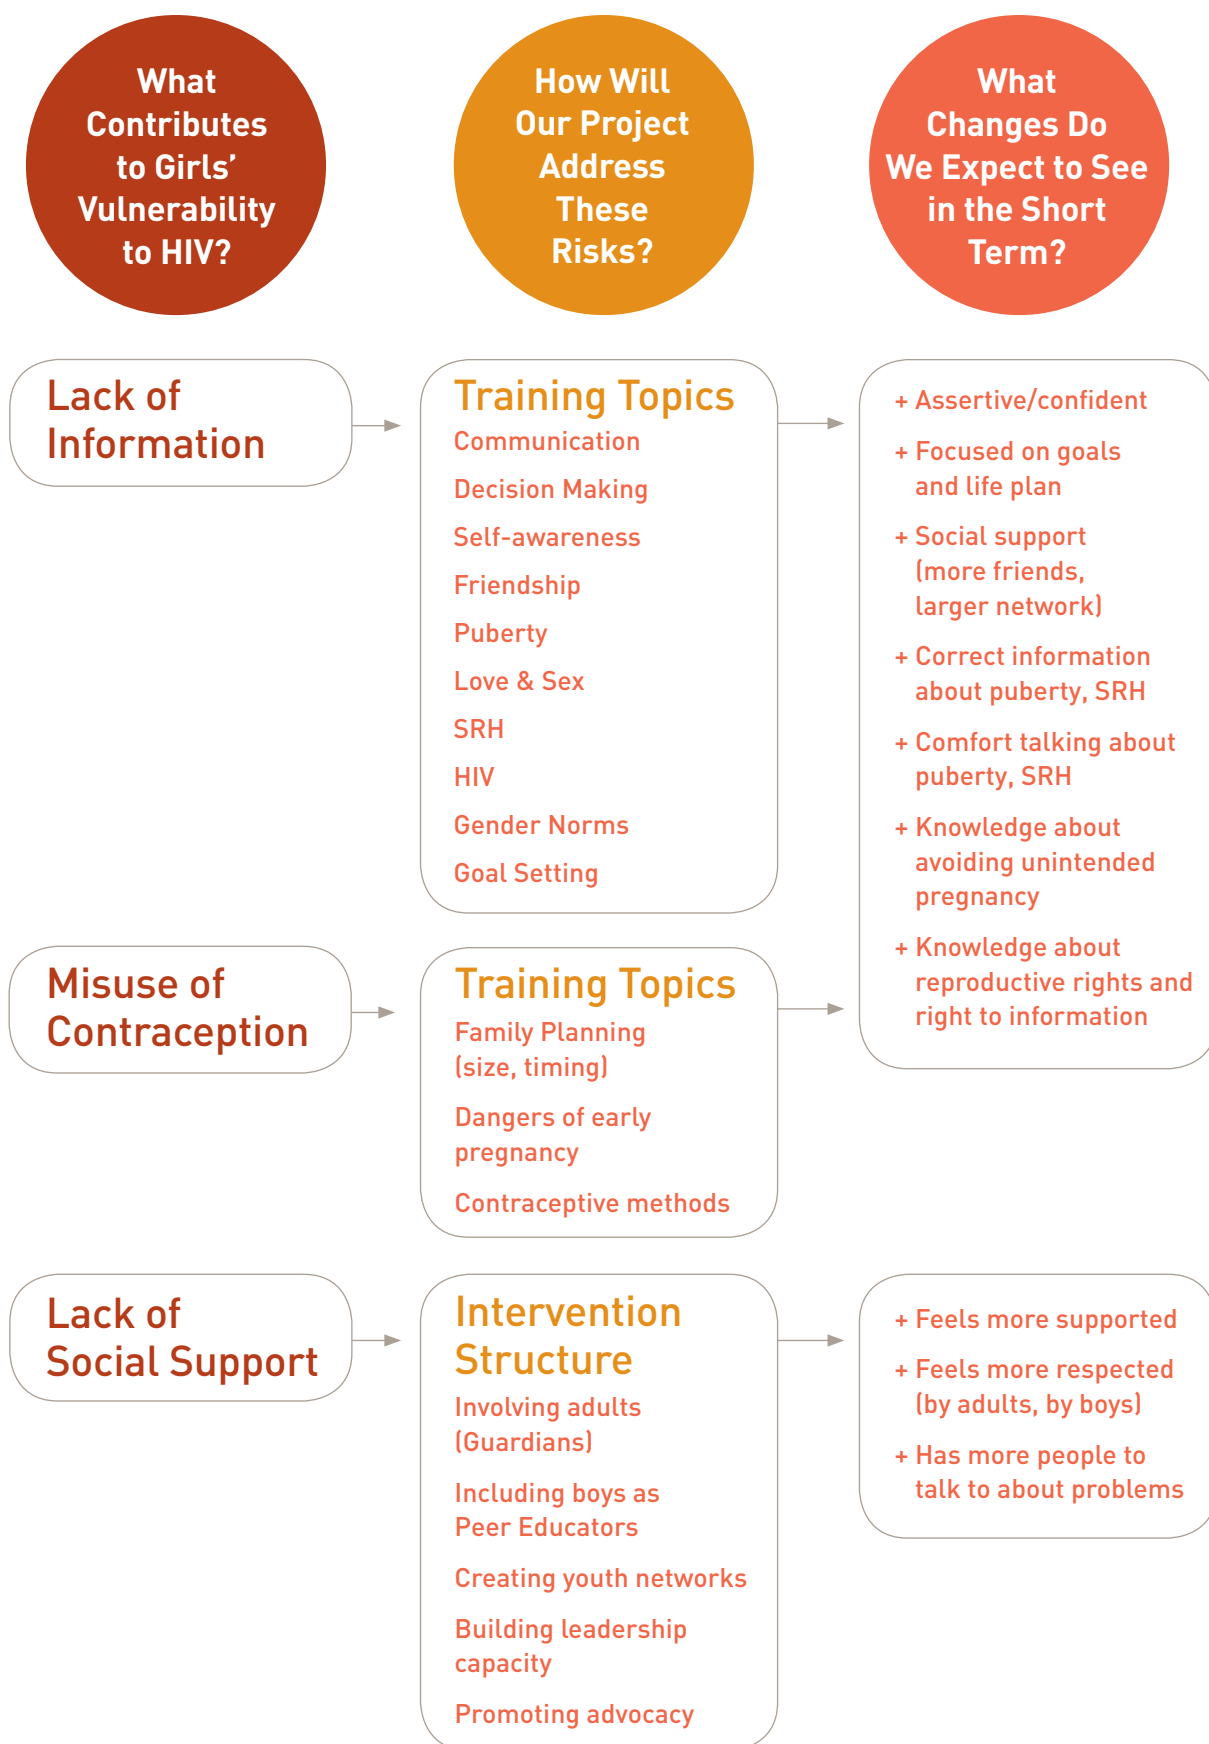 What
Contributes
to Girls’
Vulnerability
to HIV?
How Will
Our Project
Address
These
Risks?
What
Changes Do
We Expect to See
in the Short
Term?
Lack of
Information
Training Topics
Communication
Decision Making
Self-awareness
Friendship
Puberty
Love & Sex
SRH
HIV
Gender Norms
Goal Setting
+ Assertive/confident
+ Focused on goals
and life plan
+ Social support
(more friends,
larger network)
+ Correct information
about puberty, SRH
+ Comfort talking about
puberty, SRH
+ Knowledge about
avoiding unintended
pregnancy
+ Knowledge about
reproductive rights and
right to information
Misuse of
Contraception
Training Topics
Family Planning
(size, timing)
Dangers of early
pregnancy
Contraceptive methods
Lack of
Social Support
Intervention
Structure
Involving adults
(Guardians)
Including boys as
Peer Educators
Creating youth networks
Building leadership
capacity
Promoting advocacy
+ Feels more supported
+ Feels more respected
(by adults, by boys)
+ Has more people to
talk to about problems